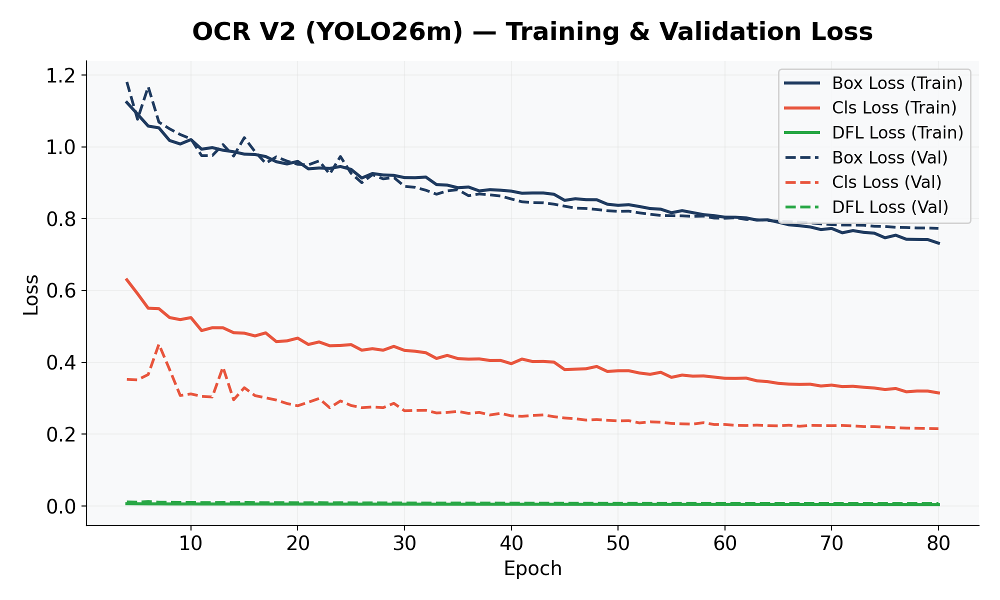 OCR V2 (YOLO26m) — Training & Validation Loss
1.2
1.0
0.8
0.6
0.4
0.2
0.0
Loss
Box Loss (Train)
Cls Loss (Train)
DFL Loss (Train)
Box Loss (Val)
Cls Loss (Val)
DFL Loss (Val)
10 20 30 40 50 60 70 80
Epoch